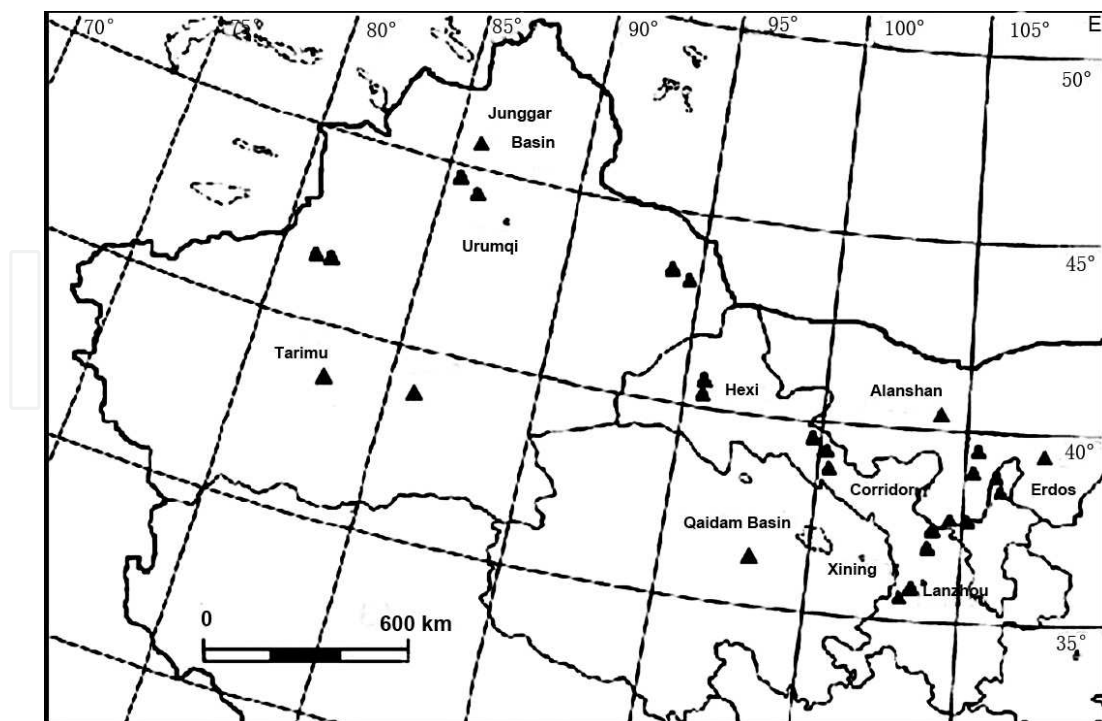 70° 75° 80° 85° 90° 95° 100° 105° E
50°
Junggar
Basin
Urumqi
45°
Tarimu
Hexi
Alanshan
40°
Corridor
Erdos
Qaidam Basin
Xining
Lanzhou
0
600 km
35°